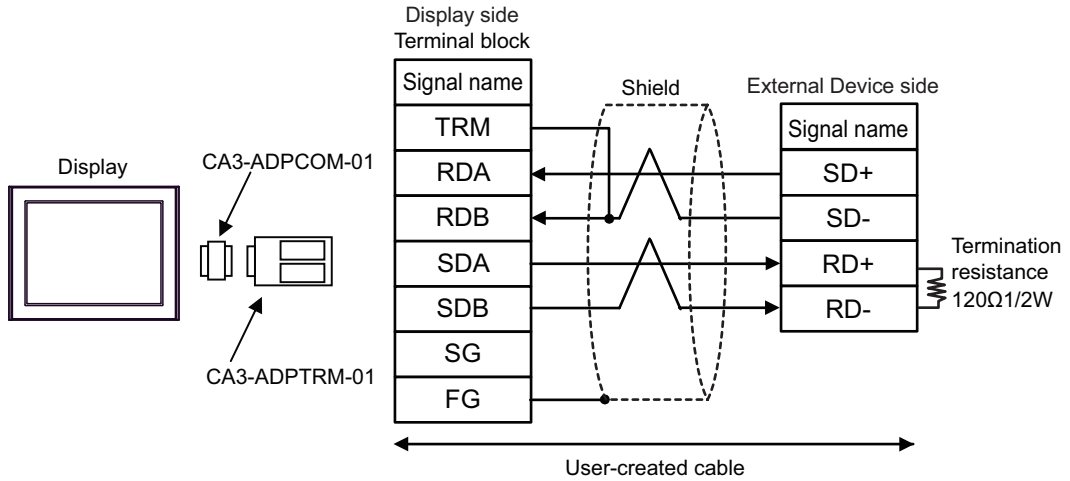 Display side
Terminal block
Signal name
TRM
RDA
RDB
SDA
SDB
SG
FG
Shield
External Device side
Signal name
SD+
SD-
RD+
RD-
Termination
resistance
120Ω1/2W
Display
CA3-ADPCOM-01
CA3-ADPTRM-01
User-created cable